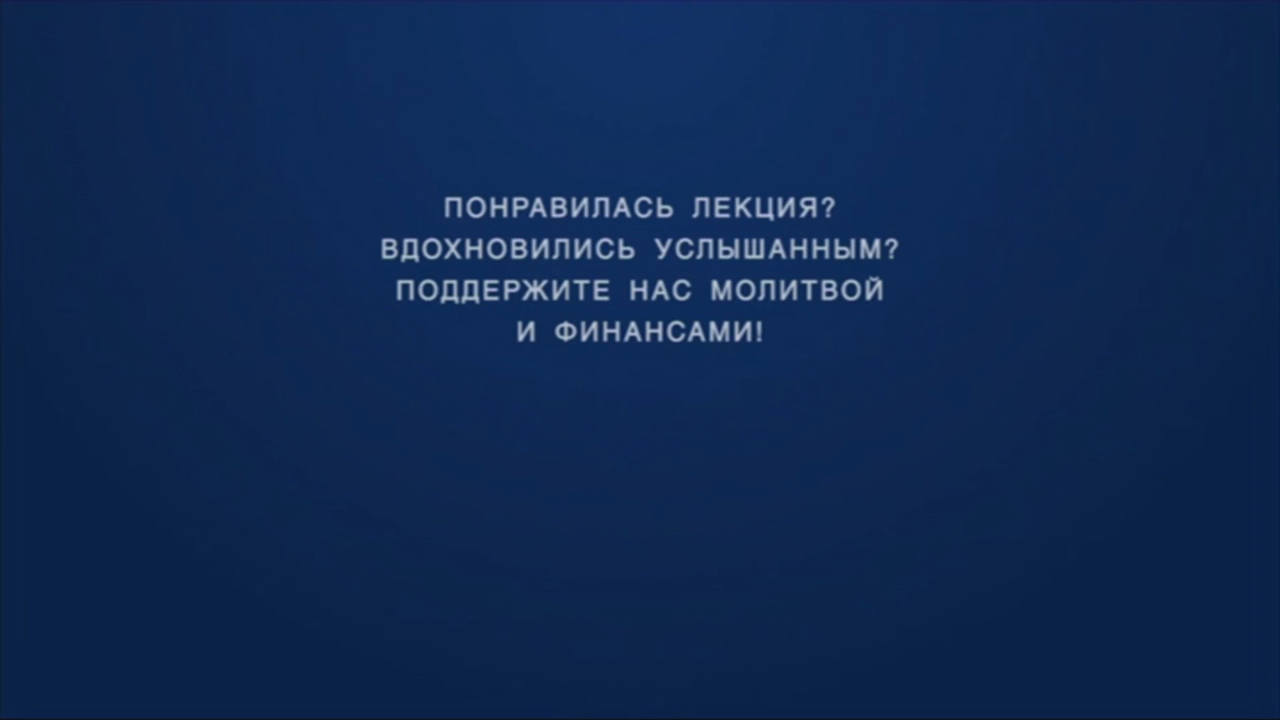 ПОНРАВИЛАСЬ ЛЕКЦИЯ?
ВДОХНОВИЛИСЬ УСЛЫШАННЫМ?
ПОДДЕРЖИТЕ НАС МОЛИТВОЙ
И ФИНАНСАМИ!